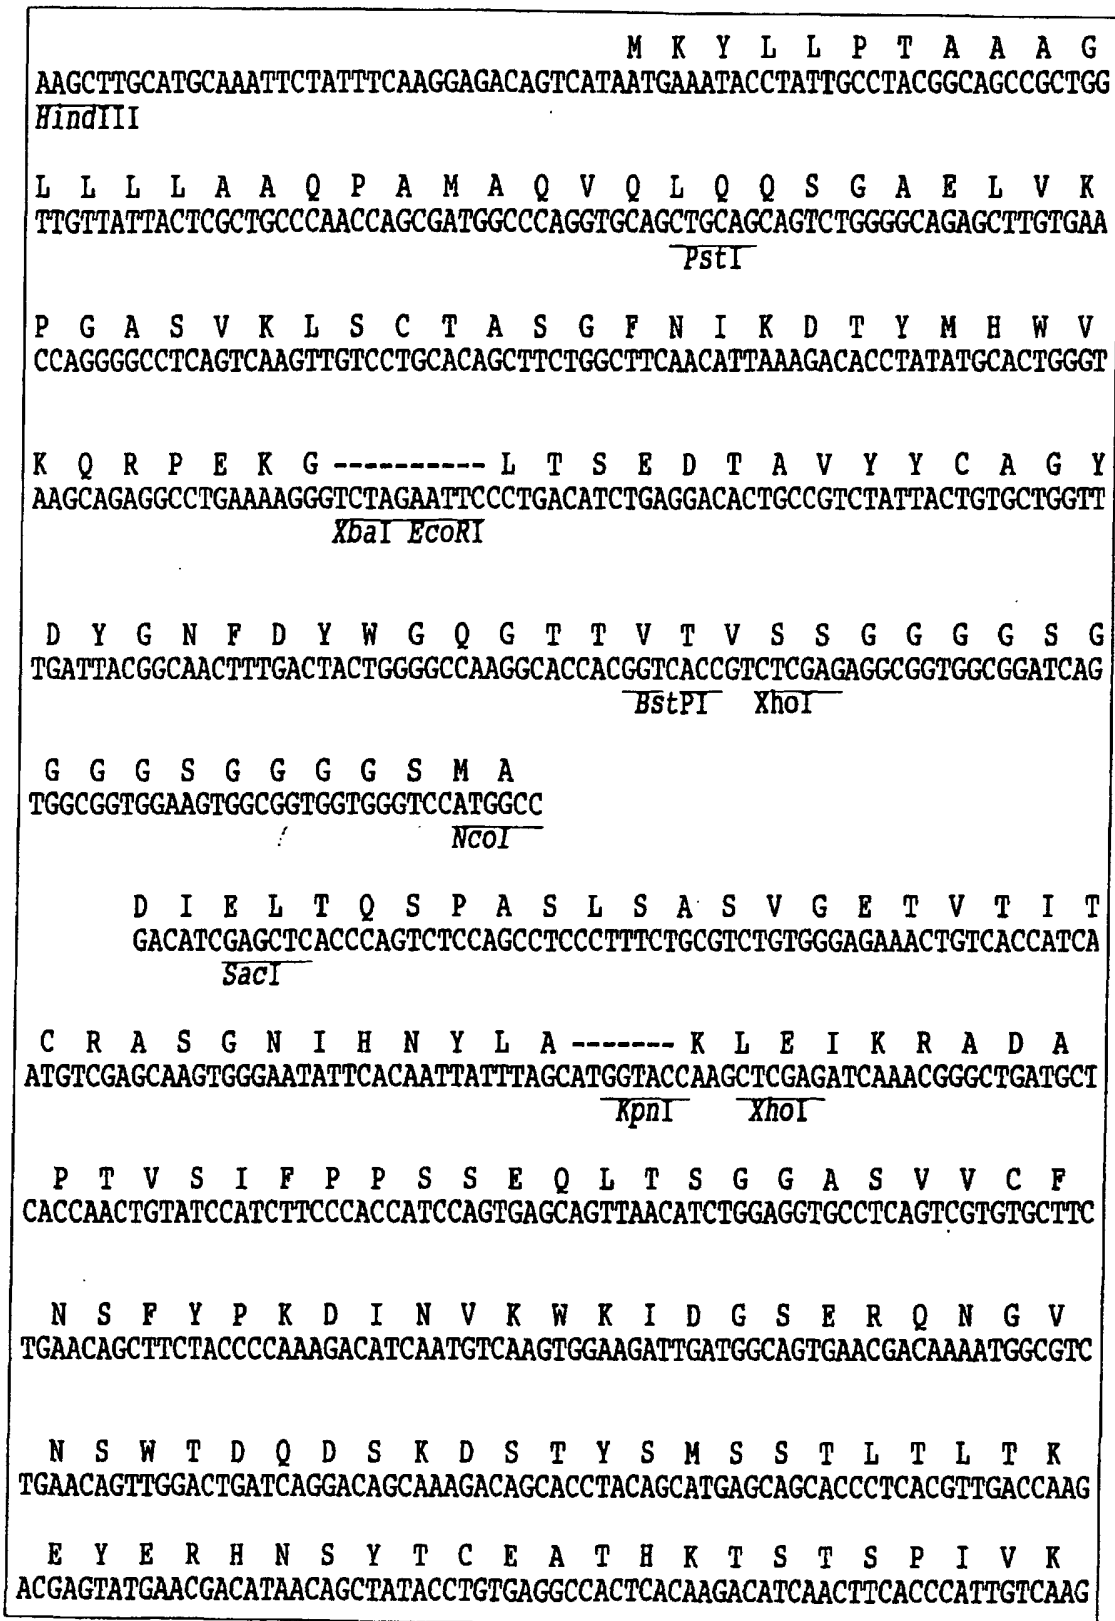 M K Y L L P T A A A G
AAGCTTGCATGCAAATTCTATTTCAAGGAGACAGTCATAATGAAATACCTATTGCCTACGGCAGCCGCTGG
HindIII
L L L L A A Q P A M A Q V Q L Q Q S G A E L V K
TTGTTATTACTCGCTGCCCAACCAGCGATGGCCCAGGTGCAGCTGCAGCAGTCTGGGGCAGAGCTTGTGAA
PstI
P G A S V K L S C T A S G F N I K D T Y M H W V
CCAGGGGCCTCAGTCAAGTTGTCCTGCACAGCTTCTGGCTTCAACATTAAAGACACCTATATGCACTGGGT
K Q R P E K G ---------- L T S E D T A V Y Y C A G Y
AAGCAGAGGCCTGAAAAGGGTCTAGAATTCCCTGACATCTGAGGACACTGCCGTCTATTACTGTGCTGGTT
XbaI EcoRI
D Y G N F D Y W G Q G T T V T V S S G G G G S G
TGATTACGGCAACTTTGACTACTGGGGCCAAGGCACCACGGTCACCGTCTCGAGAGGCGGTGGCGGATCAG
BstPI XhoI
G G G S G G G G S M A
TGGCGGTGGAAGTGGCGGTGGTGGGTCCATGGCC
NcoI
D I E L T Q S P A S L S A S V G E T V T I T
GACATCGAGCTCACCCAGTCTCCAGCCTCCCTTTCTGCGTCTGTGGGAGAAACTGTCACCATCA
SacI
C R A S G N I H N Y L A ------- K L E I K R A D A
ATGTCGAGCAAGTGGGAATATTCACAATTATTTAGCATGGTACCAAGCTCGAGATCAAACGGGCTGATGCT
KpnI XhoI
P T V S I F P P S S E Q L T S G G A S V V C F
CACCAACTGTATCCATCTTCCCACCATCCAGTGAGCAGTTAACATCTGGAGGTGCCTCAGTCGTGTGCTTC
N S F Y P K D I N V K W K I D G S E R Q N G V
TGAACAGCTTCTACCCCAAAGACATCAATGTCAAGTGGAAGATTGATGGCAGTGAACGACAAAATGGCGTC
N S W T D Q D S K D S T Y S M S S T L T L T K
TGAACAGTTGGACTGATCAGGACAGCAAAGACAGCACCTACAGCATGAGCAGCACCCTCACGTTGACCAAG
E Y E R H N S Y T C E A T H K T S T S P I V K
ACGAGTATGAACGACATAACAGCTATACCTGTGAGGCCACTCACAAGACATCAACTTCACCCATTGTCAAG